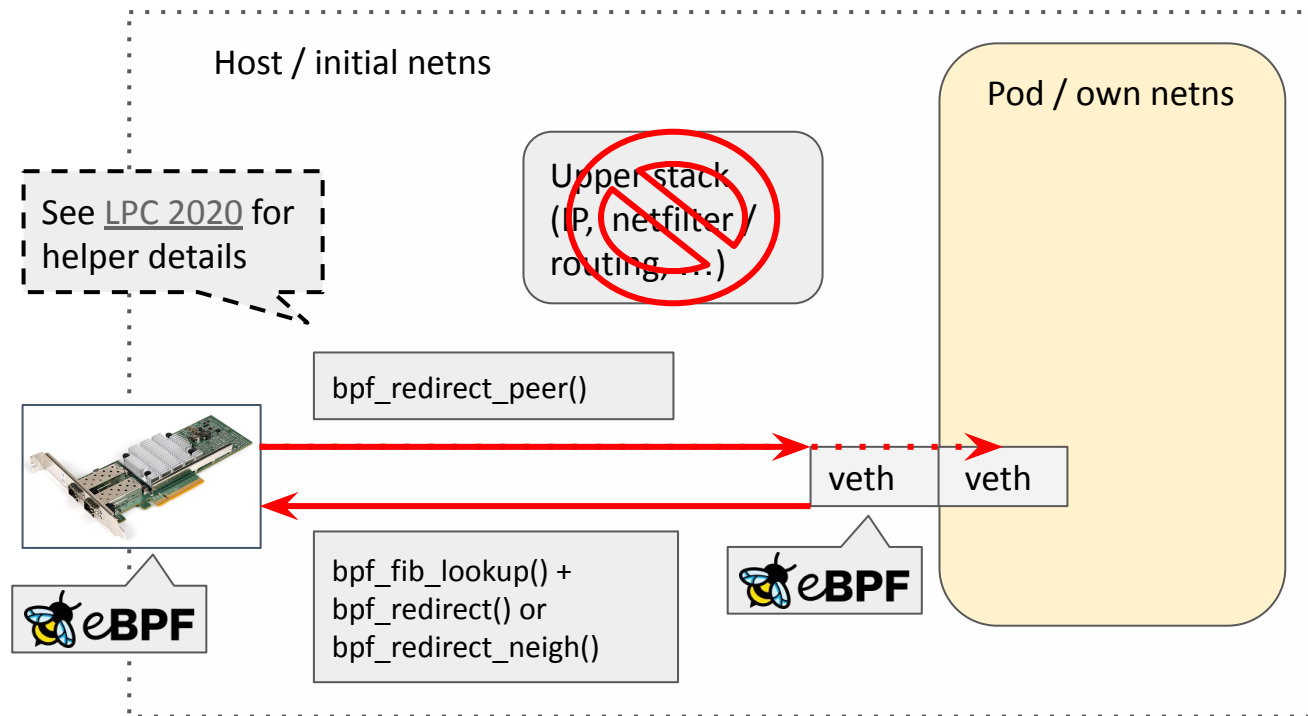 Host / initial netns
Pod / own netns
Upper stack
(IP, netfilter /
routing, …)
See LPC 2020 for
helper details
bpf_redirect_peer()
veth
veth
bpf_fib_lookup() +
bpf_redirect() or
bpf_redirect_neigh()
eBPF
eBPF